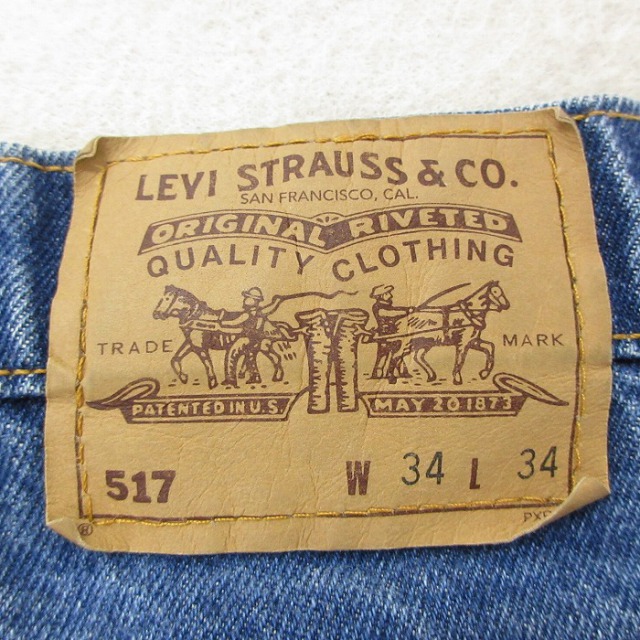 LEVI STRAUSS & CO.
SAN FRANCISCO, CAL.
ORIGINAL RIVETED
QUALITY CLOTHING
TRADE MARK
PATENTED IN U.S. MAY 20 1873
517 W 34 L 34
®